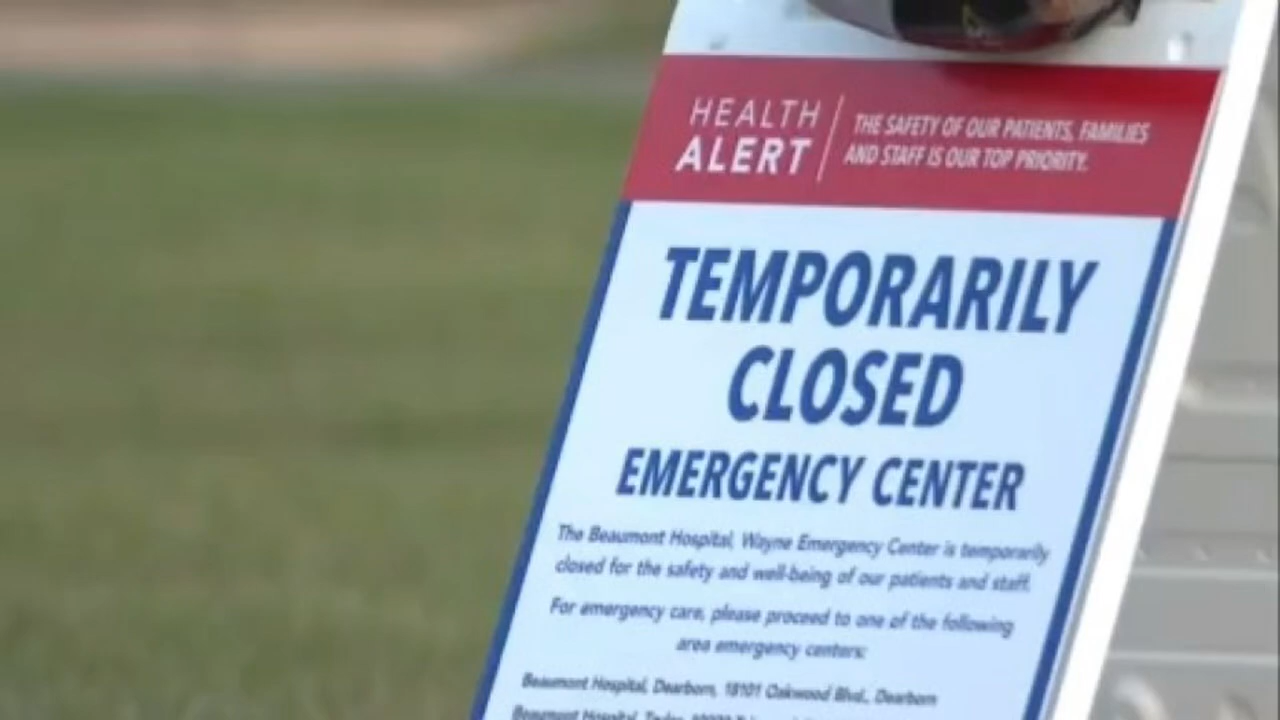 HEALTH
ALERT
THE SAFETY OF OUR PATIENTS, FAMILIES
AND STAFF IS OUR TOP PRIORITY.
TEMPORARILY
CLOSED
EMERGENCY CENTER
The Beaumont Hospital, Wayne Emergency Center is temporarily
closed for the safety and well-being of our patients and staff.
For emergency care, please proceed to one of the following
area emergency centers:
Beaumont Hospital, Dearborn, 18101 Oakwood Blvd., Dearborn
Beaumont Hospital, Taylor,